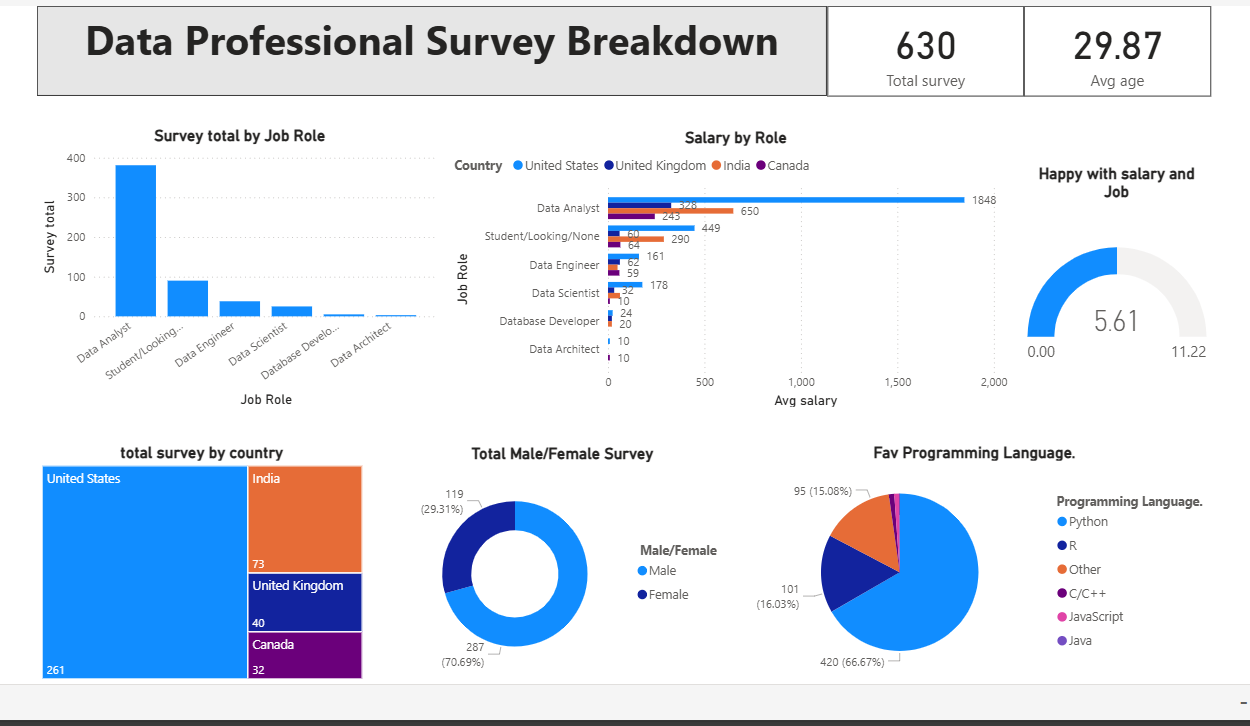 Data Professional Survey Breakdown
630
Total survey
29.87
Avg age
Survey total by Job Role
Survey total
400
300
200
100
0
Data Analyst
Student/Looking...
Data Engineer
Data Scientist
Database Develo...
Data Architect
Job Role
Salary by Role
Country United States United Kingdom India Canada
Job Role
Data Analyst
1848
328
650
243
Student/Looking/None
449
60
290
64
Data Engineer
161
62
59
Data Scientist
178
32
10
Database Developer
24
20
Data Architect
10
10
0 500 1,000 1,500 2,000
Avg salary
Happy with salary and
Job
5.61
0.00
11.22
total survey by country
United States
261
India
73
United Kingdom
40
Canada
32
Total Male/Female Survey
119
(29.31%)
287
(70.69%)
Male/Female
Male
Female
Fav Programming Language.
95 (15.08%)
101
(16.03%)
420 (66.67%)
Programming Language.
Python
R
Other
C/C++
JavaScript
Java